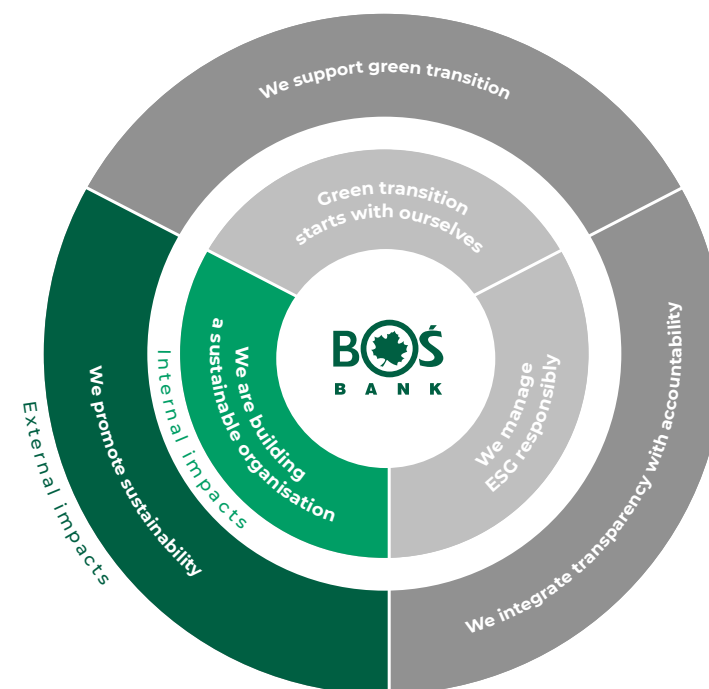 We support green transition
Green transition
starts with ourselves
BOŚ
BANK
We are building
a sustainable organisation
We manage
ESG responsibly
Internal impacts
We promote sustainability
External impacts
We integrate transparency with accountability